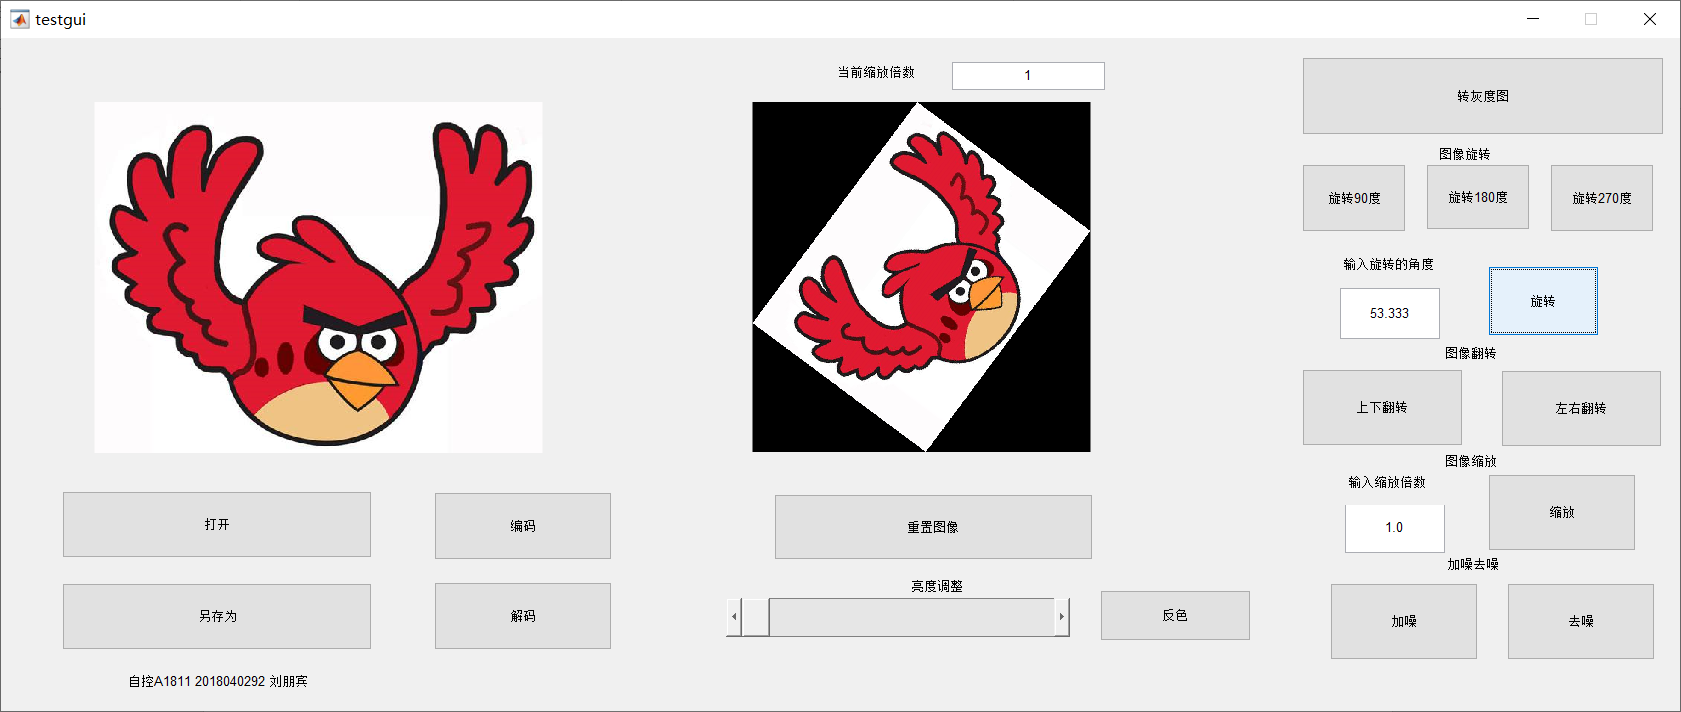 testgui
当前缩放倍数
1
转灰度图
图像旋转
旋转90度
旋转180度
旋转270度
输入旋转的角度
53.333
旋转
图像翻转
上下翻转
左右翻转
图像缩放
输入缩放倍数
1.0
缩放
加噪去噪
加噪
去噪
打开
编码
重置图像
另存为
解码
亮度调整
反色
自控A1811 2018040292 刘朋宾